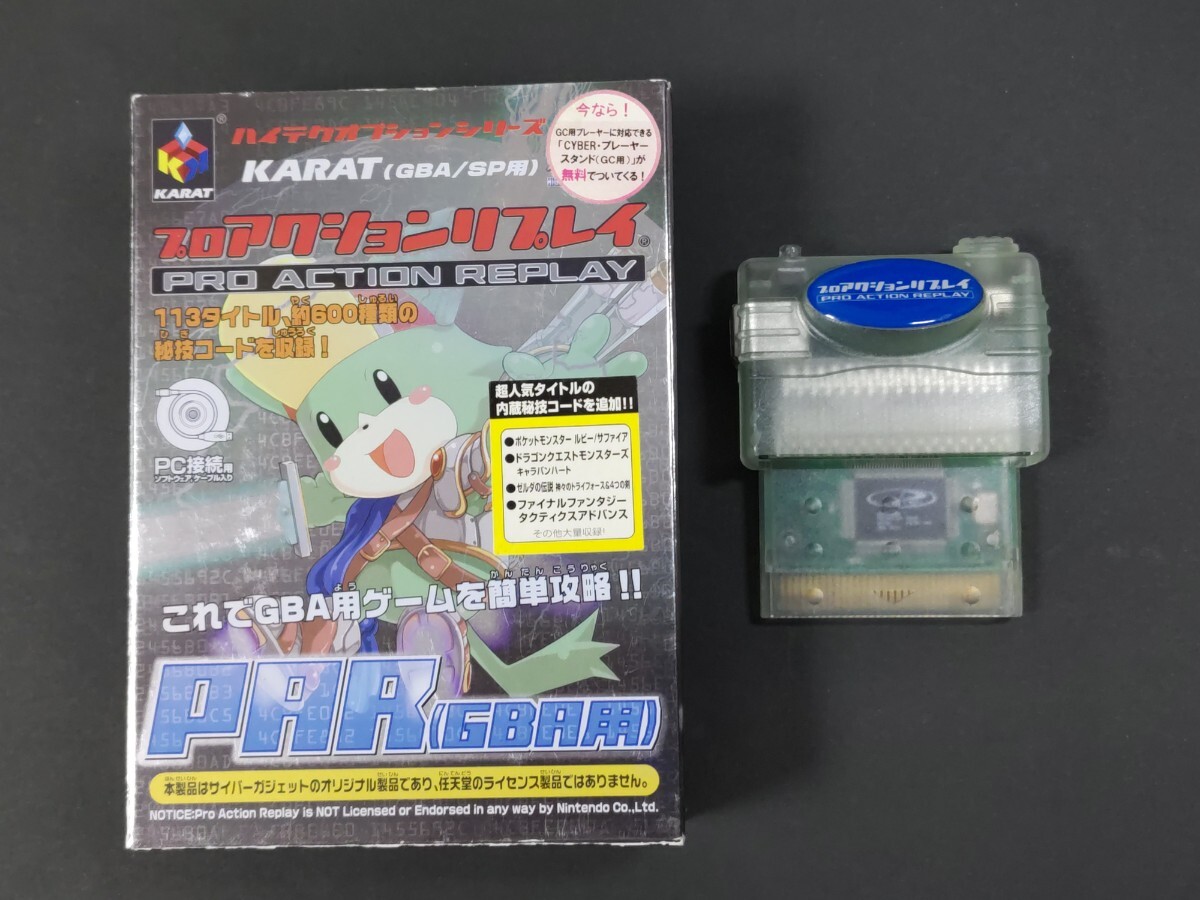 KARAT
ハイテクオプションシリーズ
KARAT(GBA/SP用)
今なら!
GC用プレーヤーに対応できる
「CYBER・プレーヤー
スタンド(GC用)」が
無料でついてくる!
プロアクションリプレイ®
PRO ACTION REPLAY
113タイトル、約600種類の
秘技コードを収録!
PC接続用
ソフトウェア、ケーブル入り
超人気タイトルの
内蔵秘技コードを追加!!
●ポケットモンスター ルビー/サファイア
●ドラゴンクエストモンスターズ
キャラバンハート
●ゼルダの伝説 神々のトライフォース&4つの剣
●ファイナルファンタジー
タクティクスアドバンス
その他大量収録!
これでGBA用ゲームを簡単攻略!!
PAR(GBA用)
本製品はサイバーガジェットのオリジナル製品であり、任天堂のライセンス製品ではありません。
NOTICE:Pro Action Replay is NOT Licensed or Endorsed in any way by Nintendo Co.,Ltd.
プロアクションリプレイ
PRO ACTION REPLAY